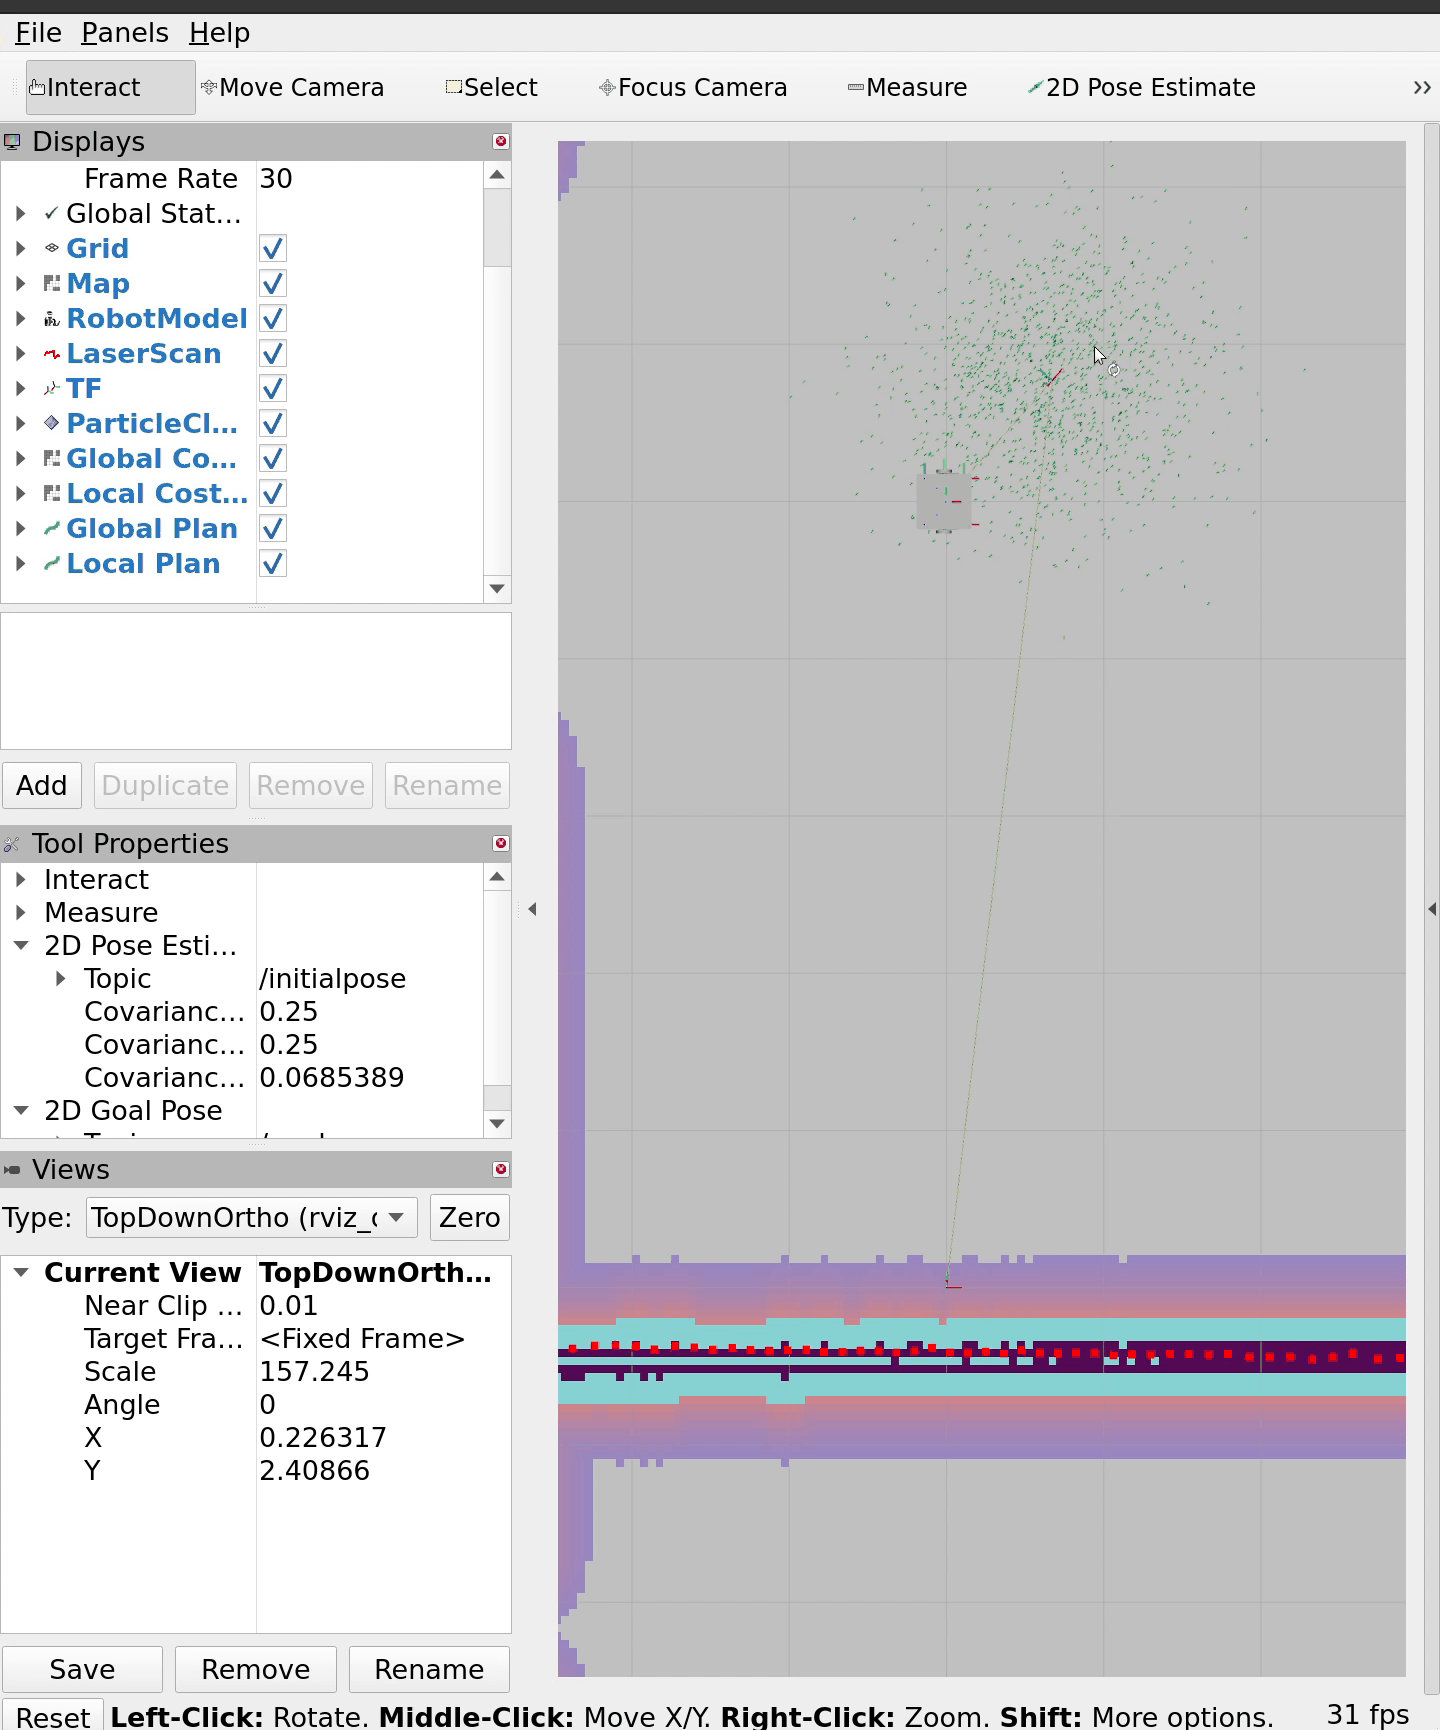 File Panels Help
Interact Move Camera Select Focus Camera Measure 2D Pose Estimate
Displays
Frame Rate 30
Global Stat...
Grid
Map
RobotModel
LaserScan
TF
ParticleCl...
Global Co...
Local Cost...
Global Plan
Local Plan
Add Duplicate Remove Rename
Tool Properties
Interact
Measure
2D Pose Esti...
Topic /initialpose
Covarianc... 0.25
Covarianc... 0.25
Covarianc... 0.0685389
2D Goal Pose
Views
Type: TopDownOrtho (rviz_c Zero
Current View TopDownOrth...
Near Clip ... 0.01
Target Fra... <Fixed Frame>
Scale 157.245
Angle 0
X 0.226317
Y 2.40866
Save Remove Rename
Reset Left-Click: Rotate. Middle-Click: Move X/Y. Right-Click: Zoom. Shift: More options. 31 fps